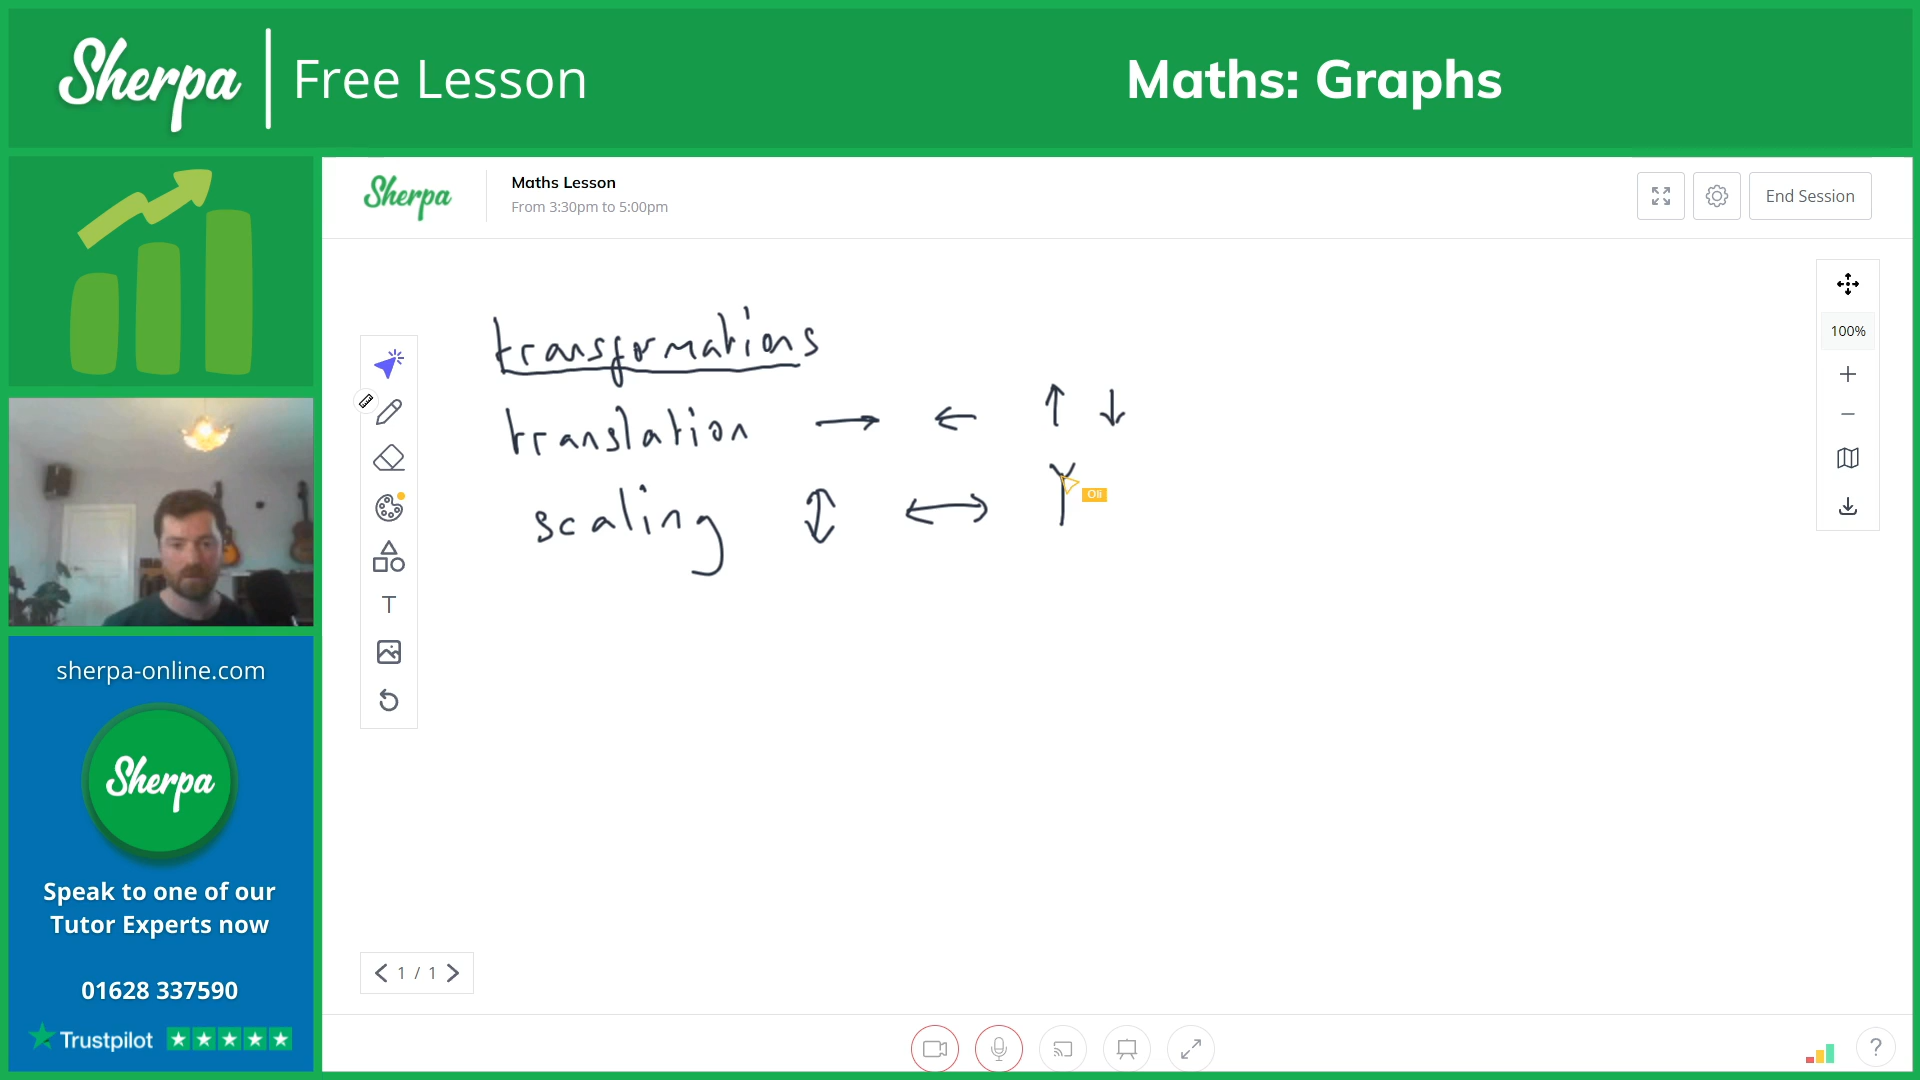 Sherpa Free Lesson
Maths: Graphs
Sherpa
Maths Lesson
From 3:30pm to 5:00pm
End Session
100%
transformations
translation → ← ↑ ↓
scaling ↕ ↔
Oli
T
sherpa-online.com
Sherpa
Speak to one of our
Tutor Experts now
01628 337590
Trustpilot
1 / 1
?